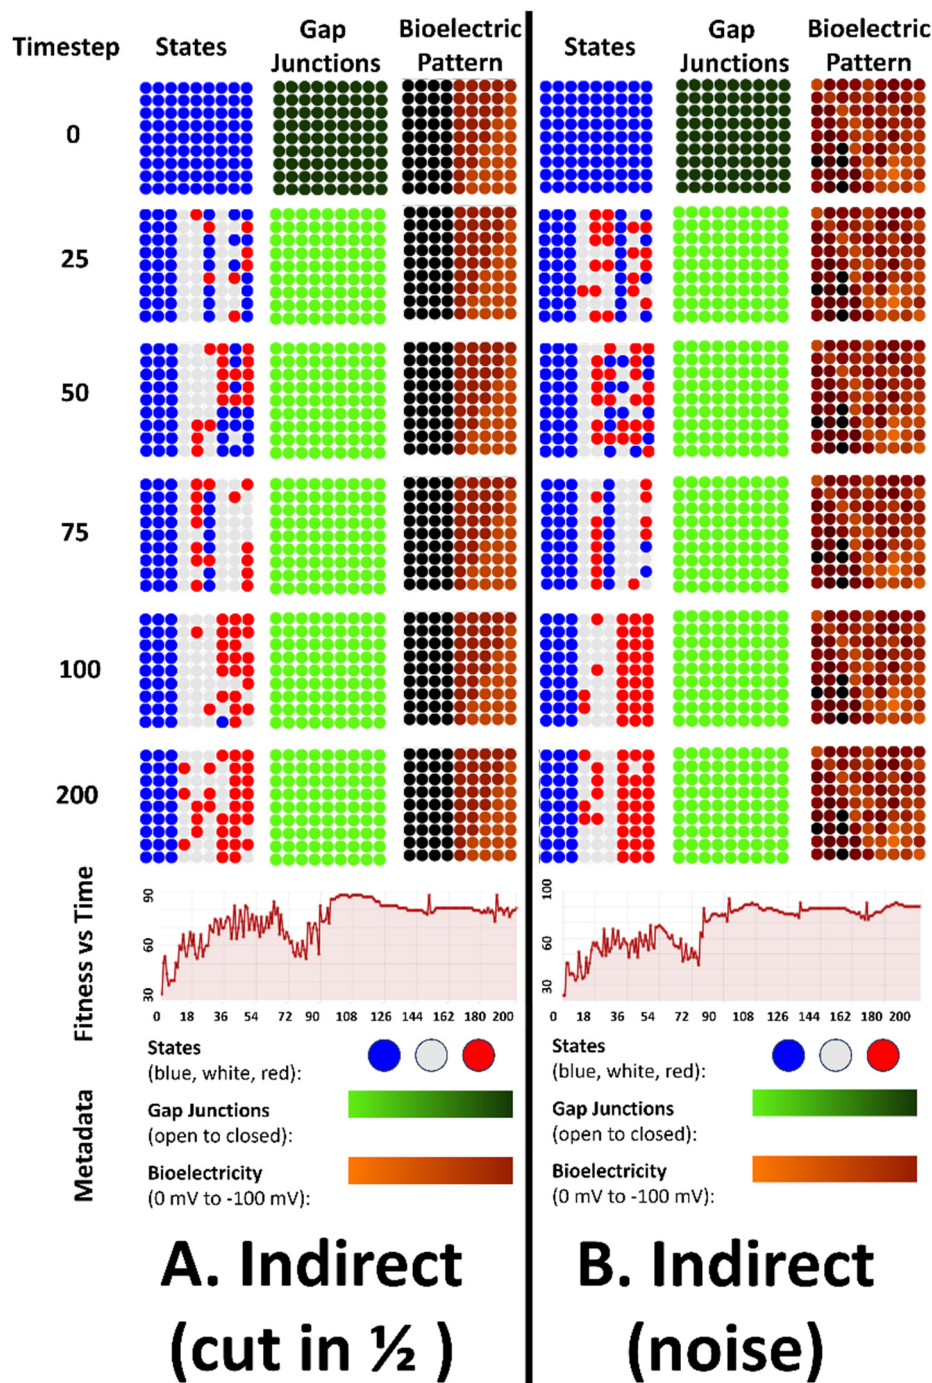 Timestep
States
Gap
Junctions
Bioelectric
Pattern
States
Gap
Junctions
Bioelectric
Pattern
0
25
50
75
100
200
Fitness vs Time
90
60
30
0 18 36 54 72 90 108 126 144 162 180 200
100
60
30
0 18 36 54 72 90 108 126 144 162 180 200
Metadata
States
(blue, white, red):
Gap Junctions
(open to closed):
Bioelectricity
(0 mV to -100 mV):
States
(blue, white, red):
Gap Junctions
(open to closed):
Bioelectricity
(0 mV to -100 mV):
A. Indirect
(cut in ½ )
B. Indirect
(noise)